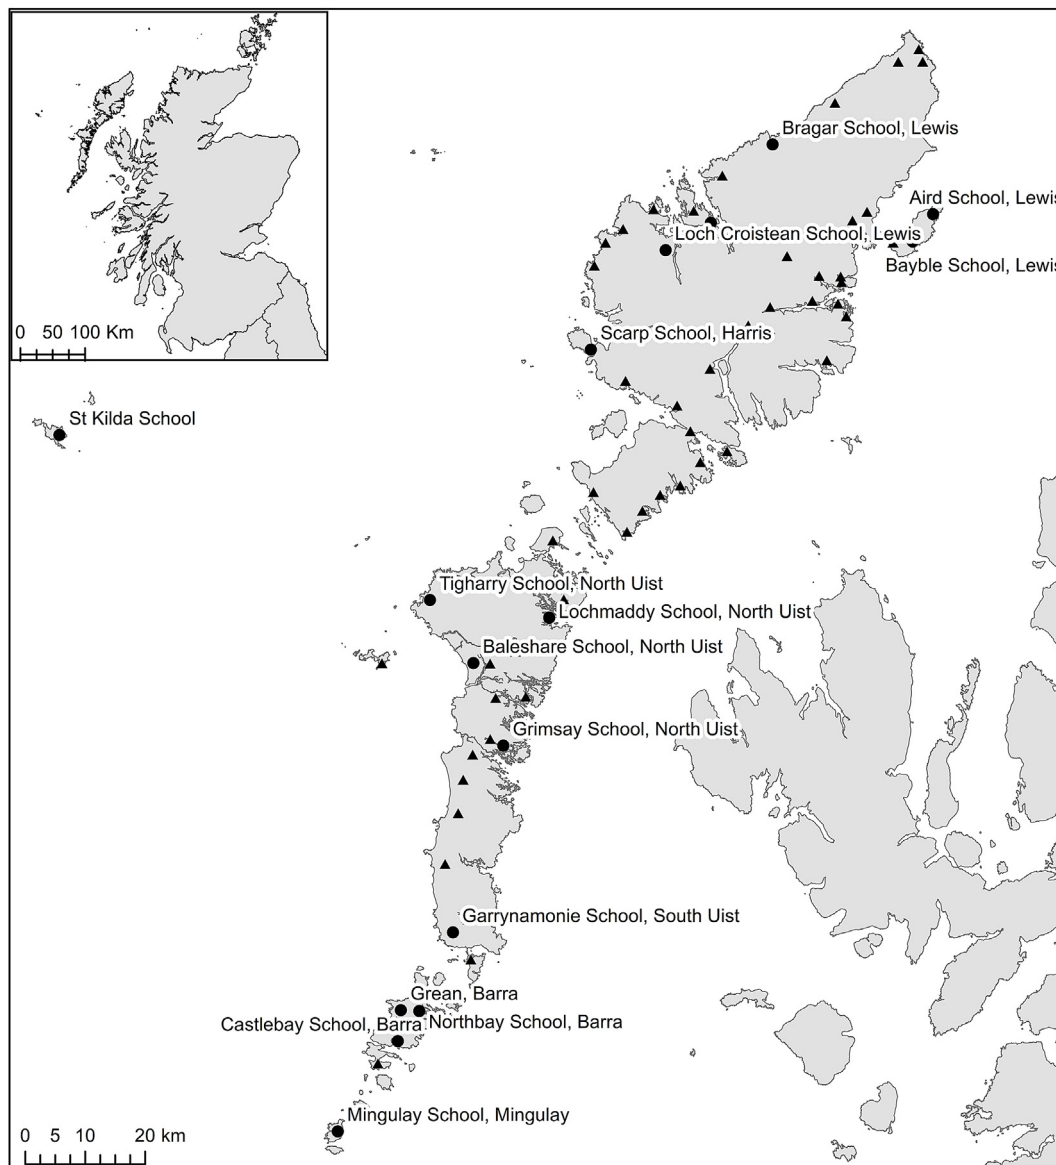 0 50 100 Km
Bragar School, Lewis
Aird School, Lewis
Loch Croistean School, Lewis
Bayble School, Lewis
Scarp School, Harris
St Kilda School
Tigharry School, North Uist
Lochmaddy School, North Uist
Baleshare School, North Uist
Grimsay School, North Uist
Garrynamonie School, South Uist
Grean, Barra
Castlebay School, Barra
Northbay School, Barra
Mingulay School, Mingulay
0 5 10 20 km